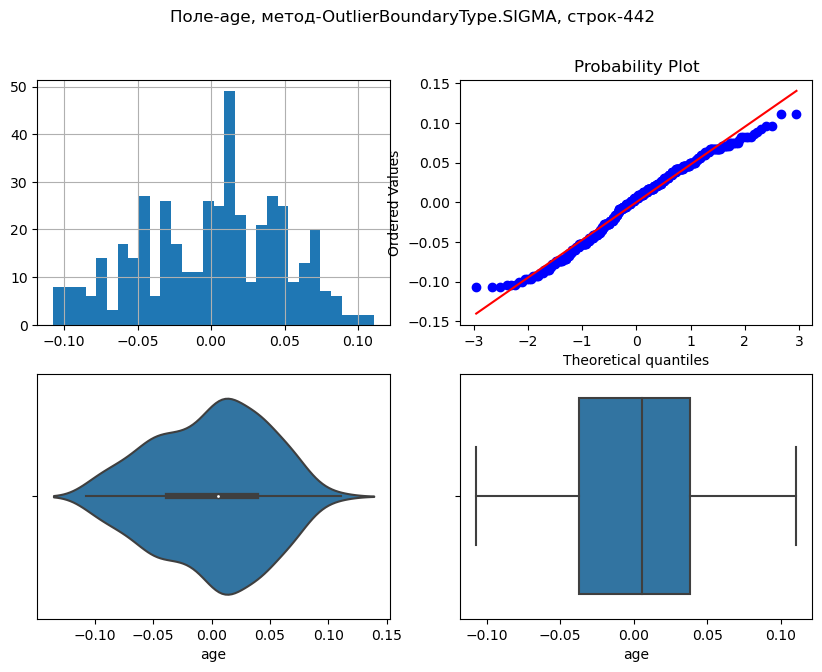 Поле-age, метод-OutlierBoundaryType.SIGMA, строк-442
50
40
30
20
10
0
−0.10 −0.05 0.00 0.05 0.10
Probability Plot
Ordered Values
0.15
0.10
0.05
0.00
−0.05
−0.10
−0.15
−3 −2 −1 0 1 2 3
Theoretical quantiles
−0.10 −0.05 0.00 0.05 0.10 0.15
age
−0.10 −0.05 0.00 0.05 0.10
age